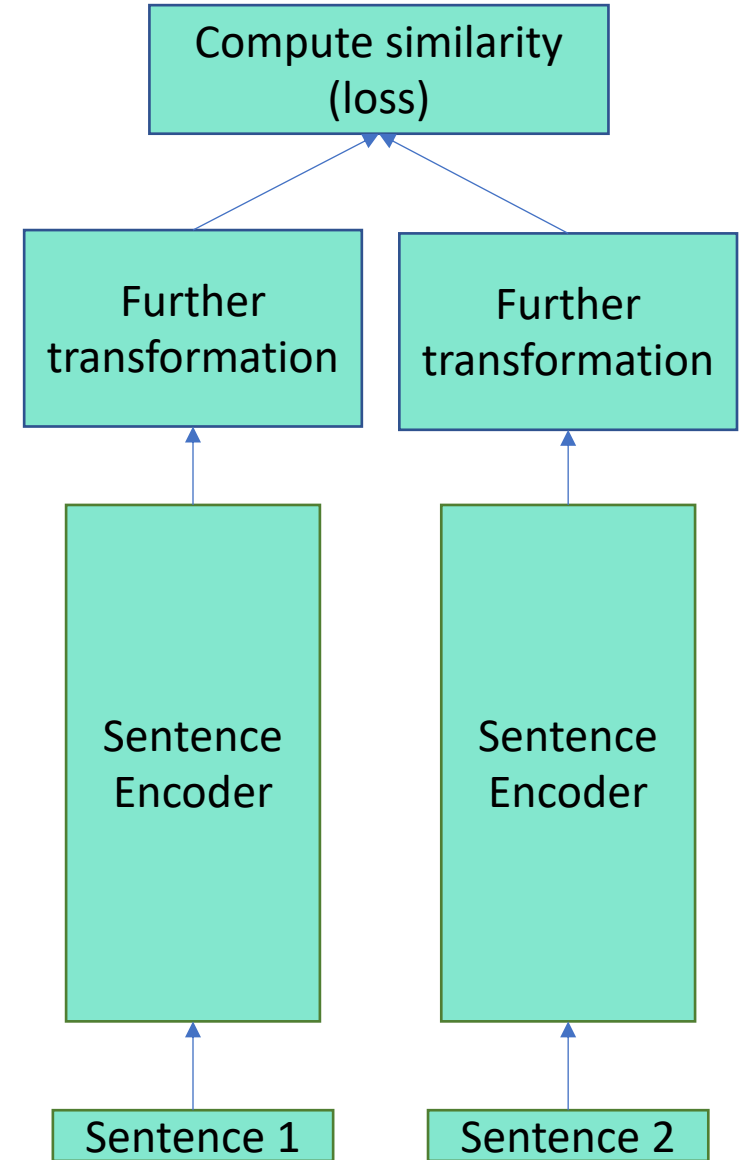 Compute similarity
(loss)
Further
transformation
Further
transformation
Sentence
Encoder
Sentence
Encoder
Sentence 1
Sentence 2